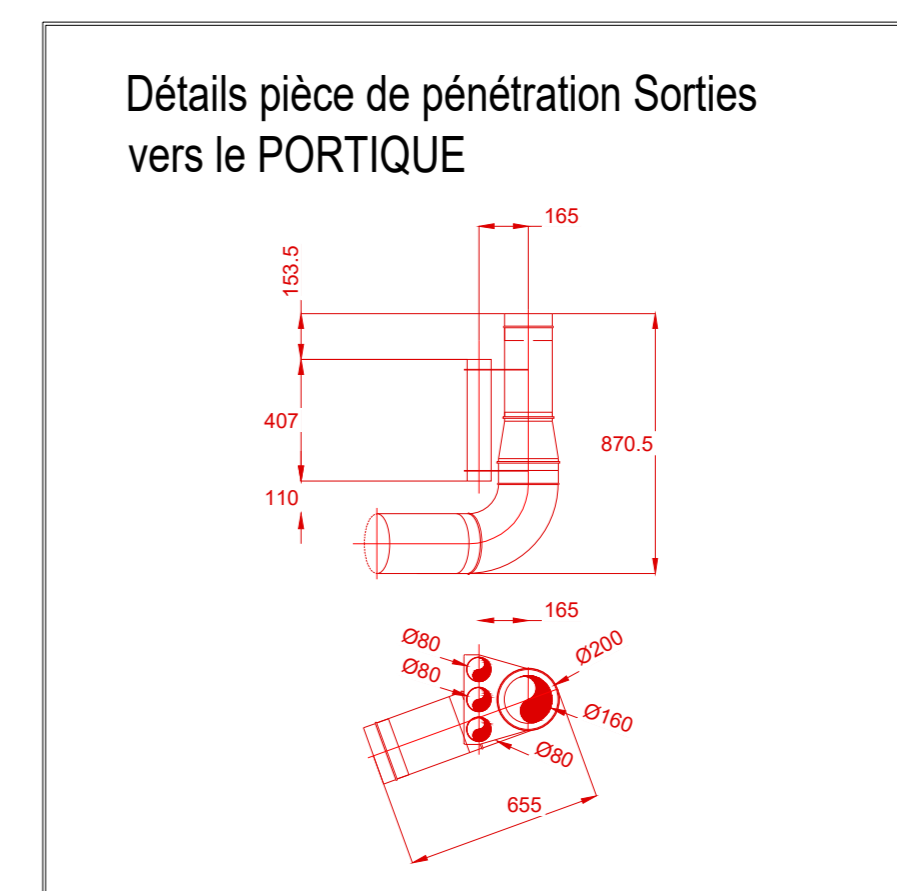 Détails pièce de pénétration Sorties
vers le PORTIQUE
165
153.5
407
870.5
110
165
Ø80
Ø200
Ø80
Ø160
Ø80
655